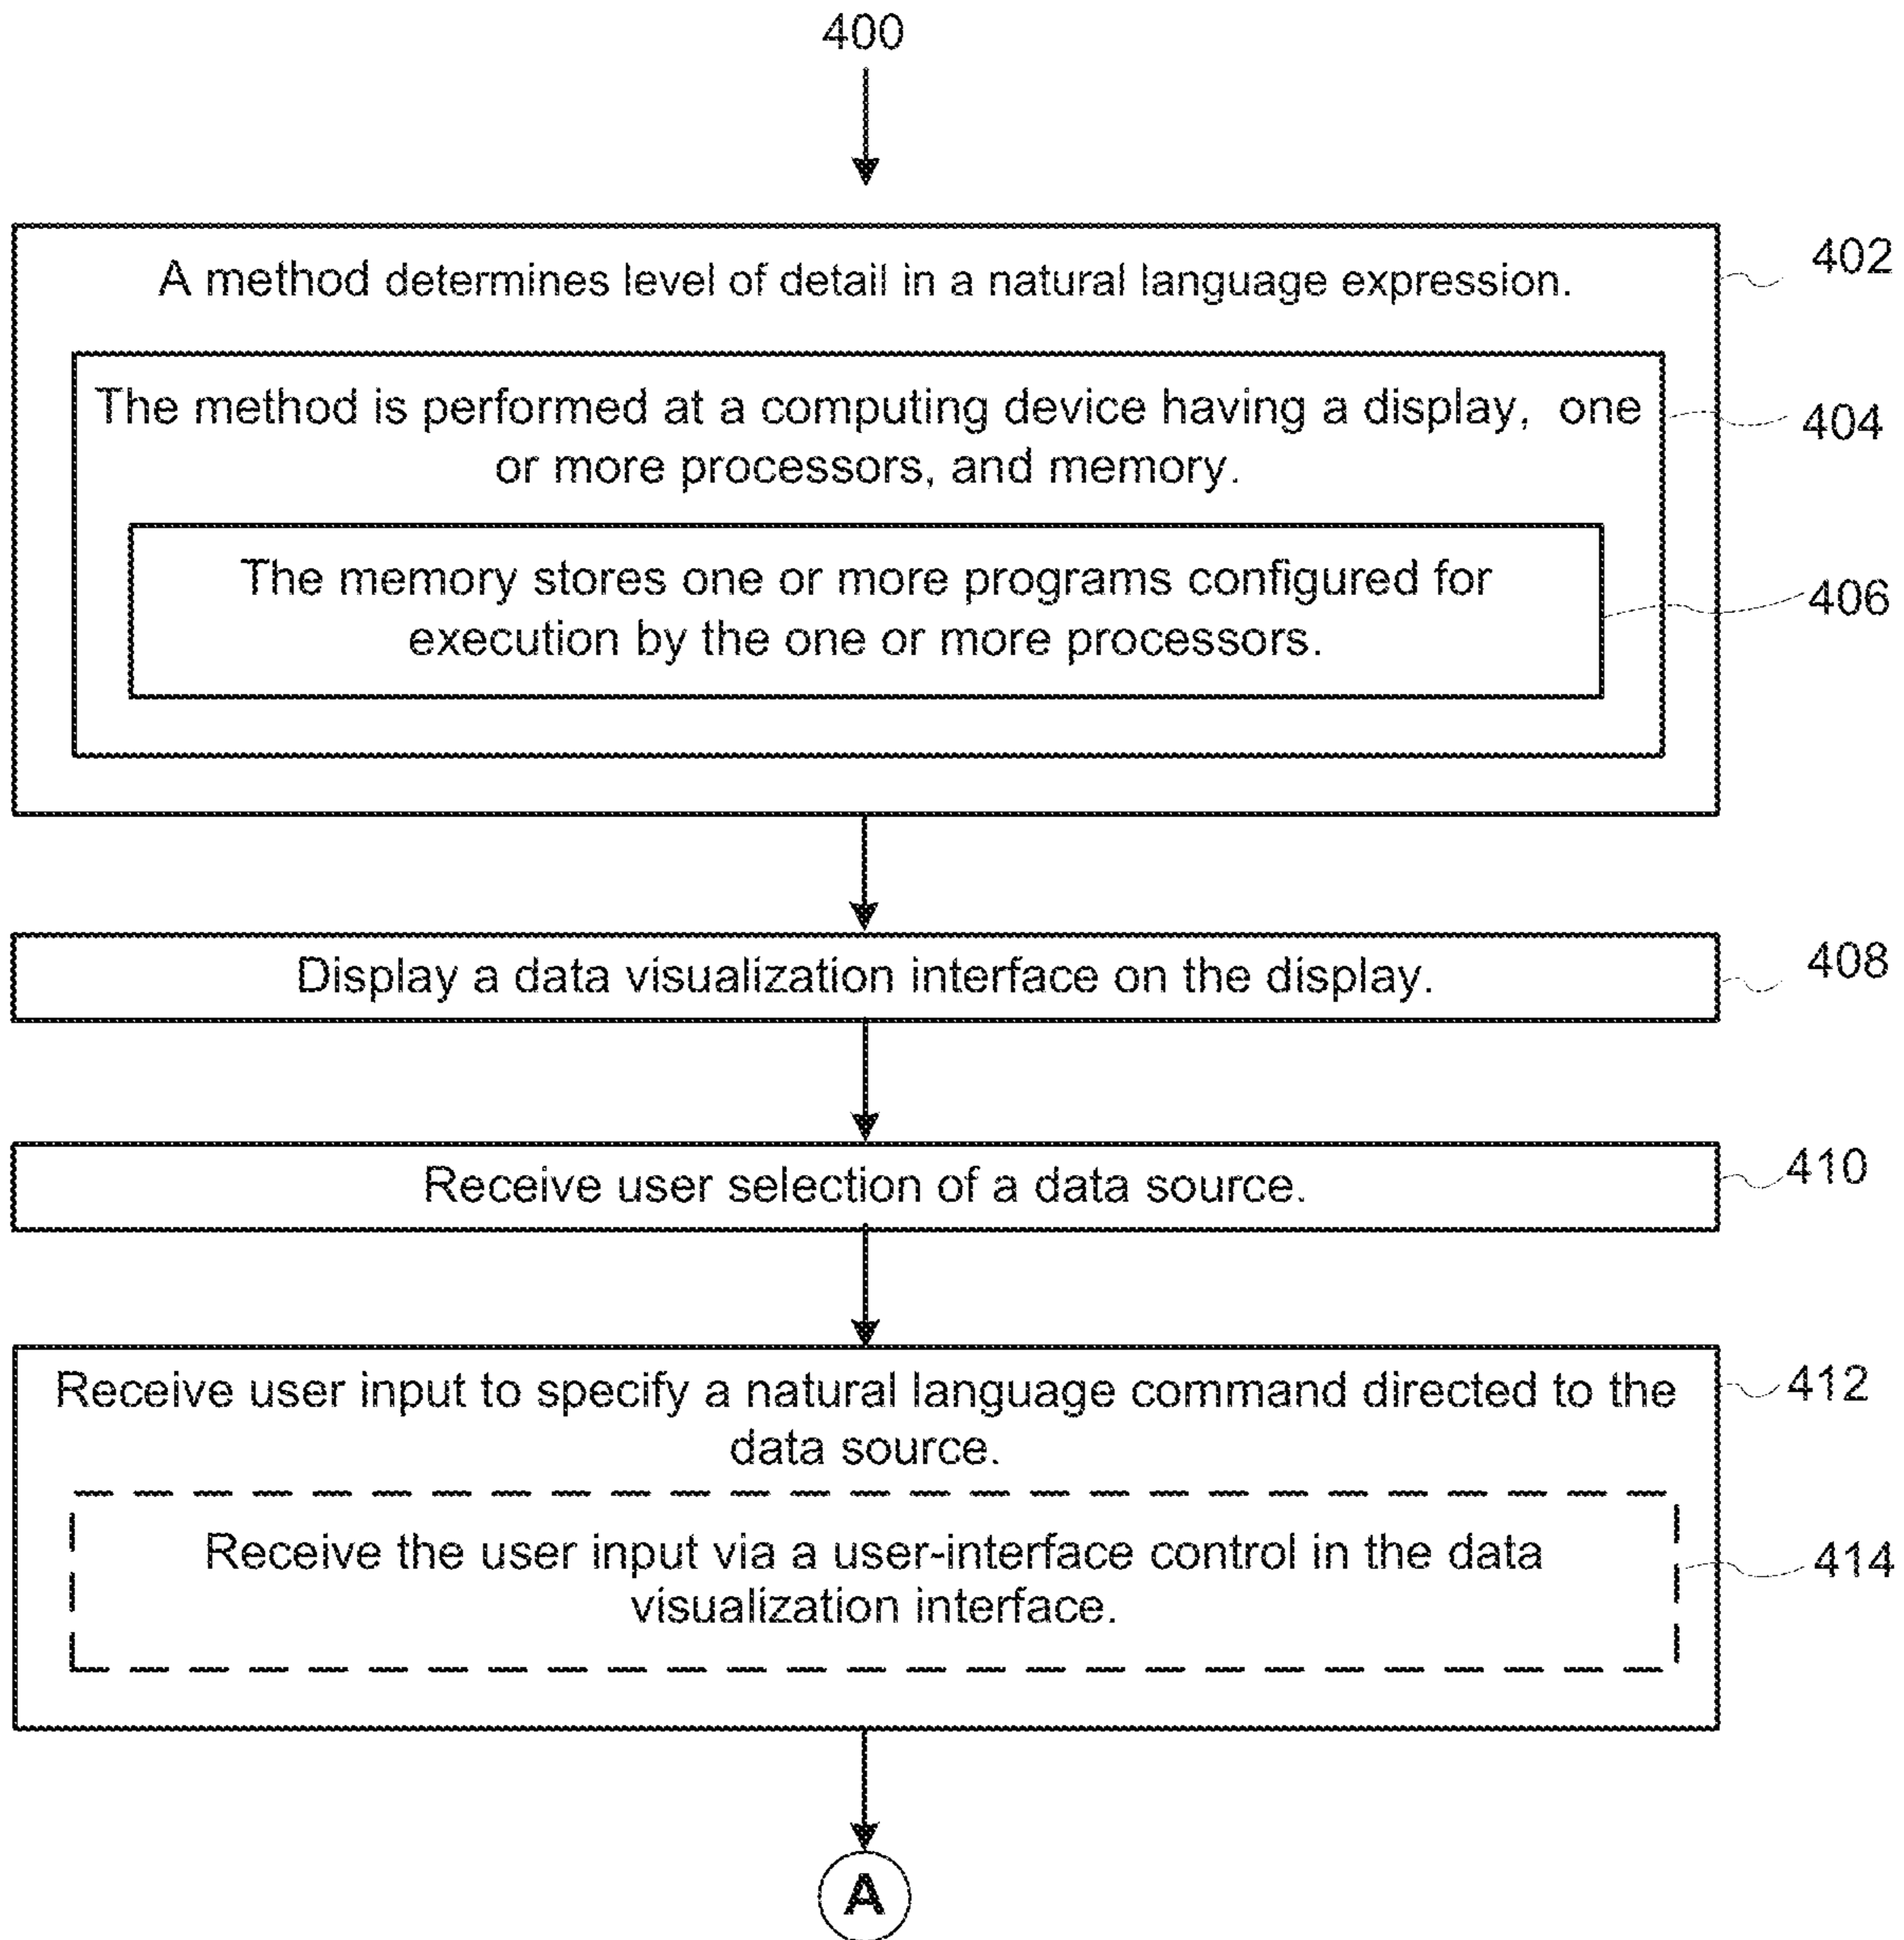 400
A method determines level of detail in a natural language expression.
402
The method is performed at a computing device having a display, one
or more processors, and memory.
404
The memory stores one or more programs configured for
execution by the one or more processors.
406
Display a data visualization interface on the display.
408
Receive user selection of a data source.
410
Receive user input to specify a natural language command directed to the
data source.
412
Receive the user input via a user-interface control in the data
visualization interface.
414
A